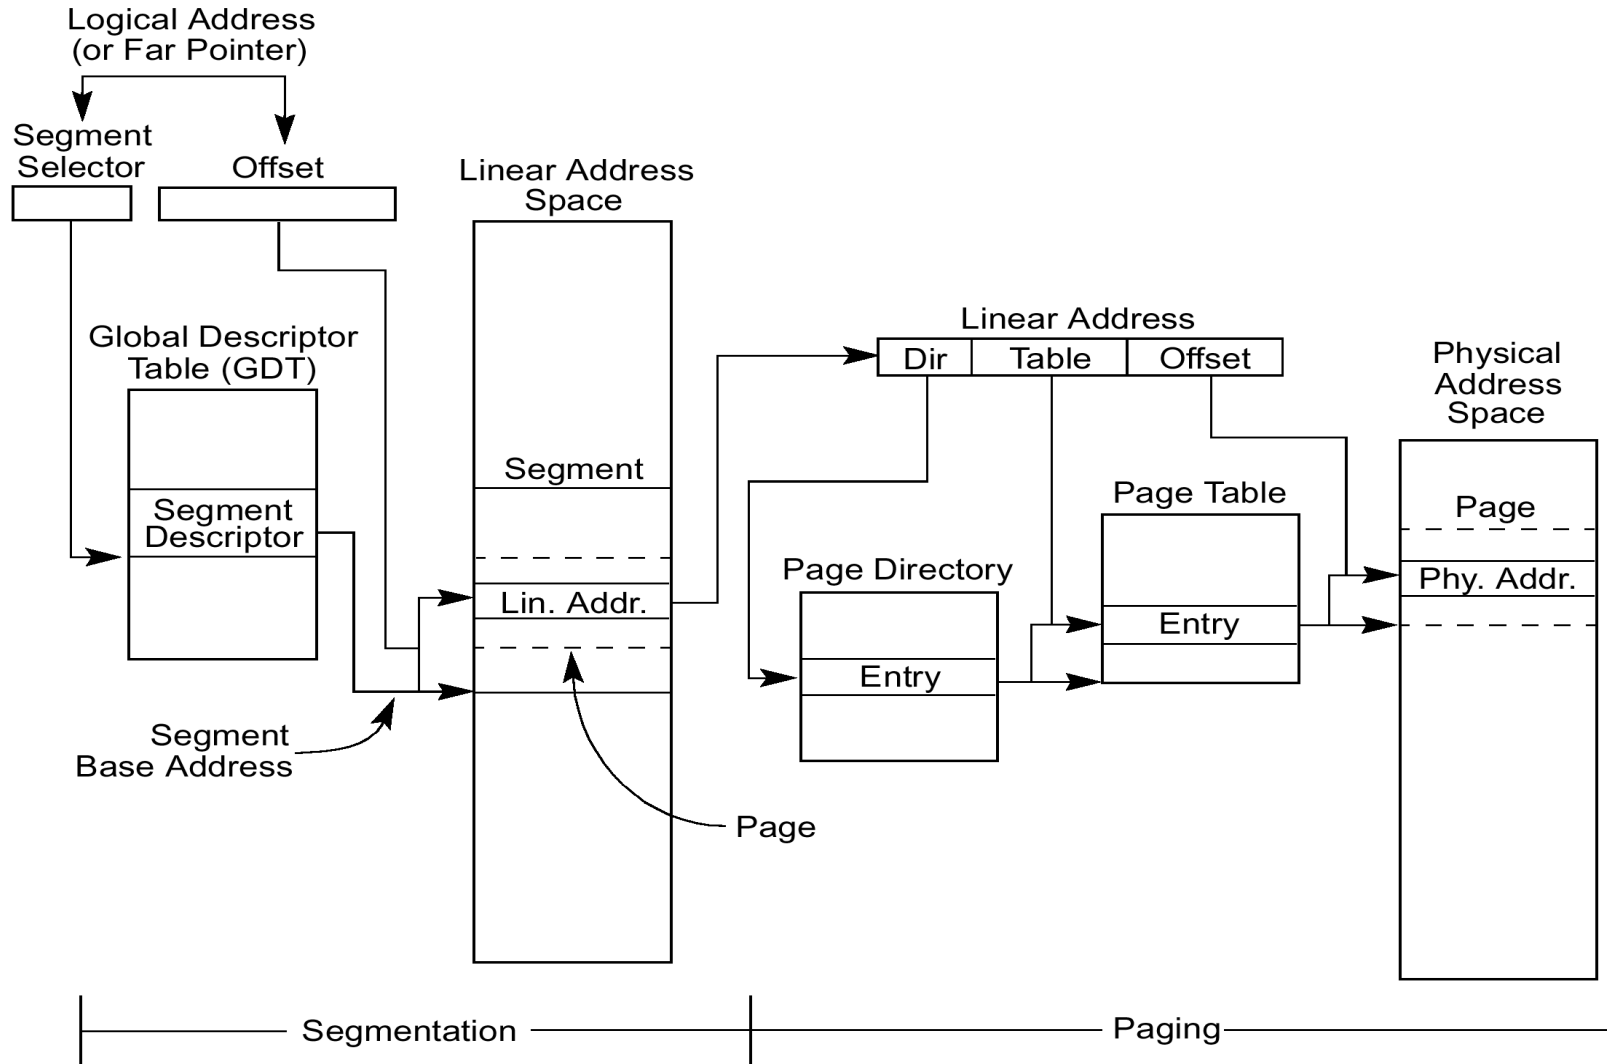 Logical Address
(or Far Pointer)
Segment
Selector
Offset
Linear Address
Space
Global Descriptor
Table (GDT)
Segment
Descriptor
Segment
Lin. Addr.
Segment
Base Address
Page
Linear Address
Dir
Table
Offset
Physical
Address
Space
Page Table
Page
Page Directory
Phy. Addr.
Entry
Entry
Segmentation
Paging